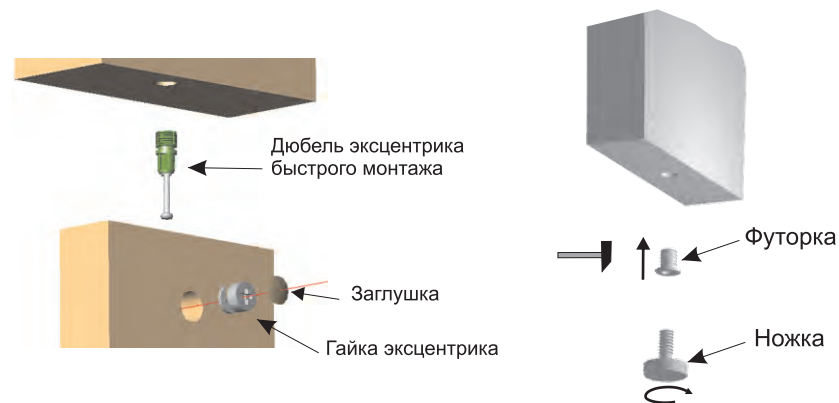 Дюбель эксцентрика
быстрого монтажа
Заглушка
Гайка эксцентрика
Футорка
Ножка